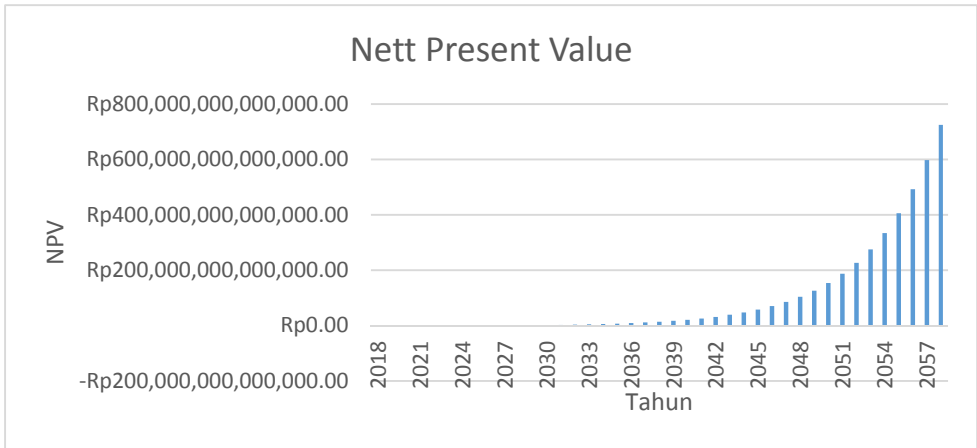 Nett Present Value
Rp800,000,000,000,000.00
Rp600,000,000,000,000.00
Rp400,000,000,000,000.00
Rp200,000,000,000,000.00
Rp0.00
-Rp200,000,000,000,000.00
NPV
2018
2021
2024
2027
2030
2033
2036
2039
2042
2045
2048
2051
2054
2057
Tahun